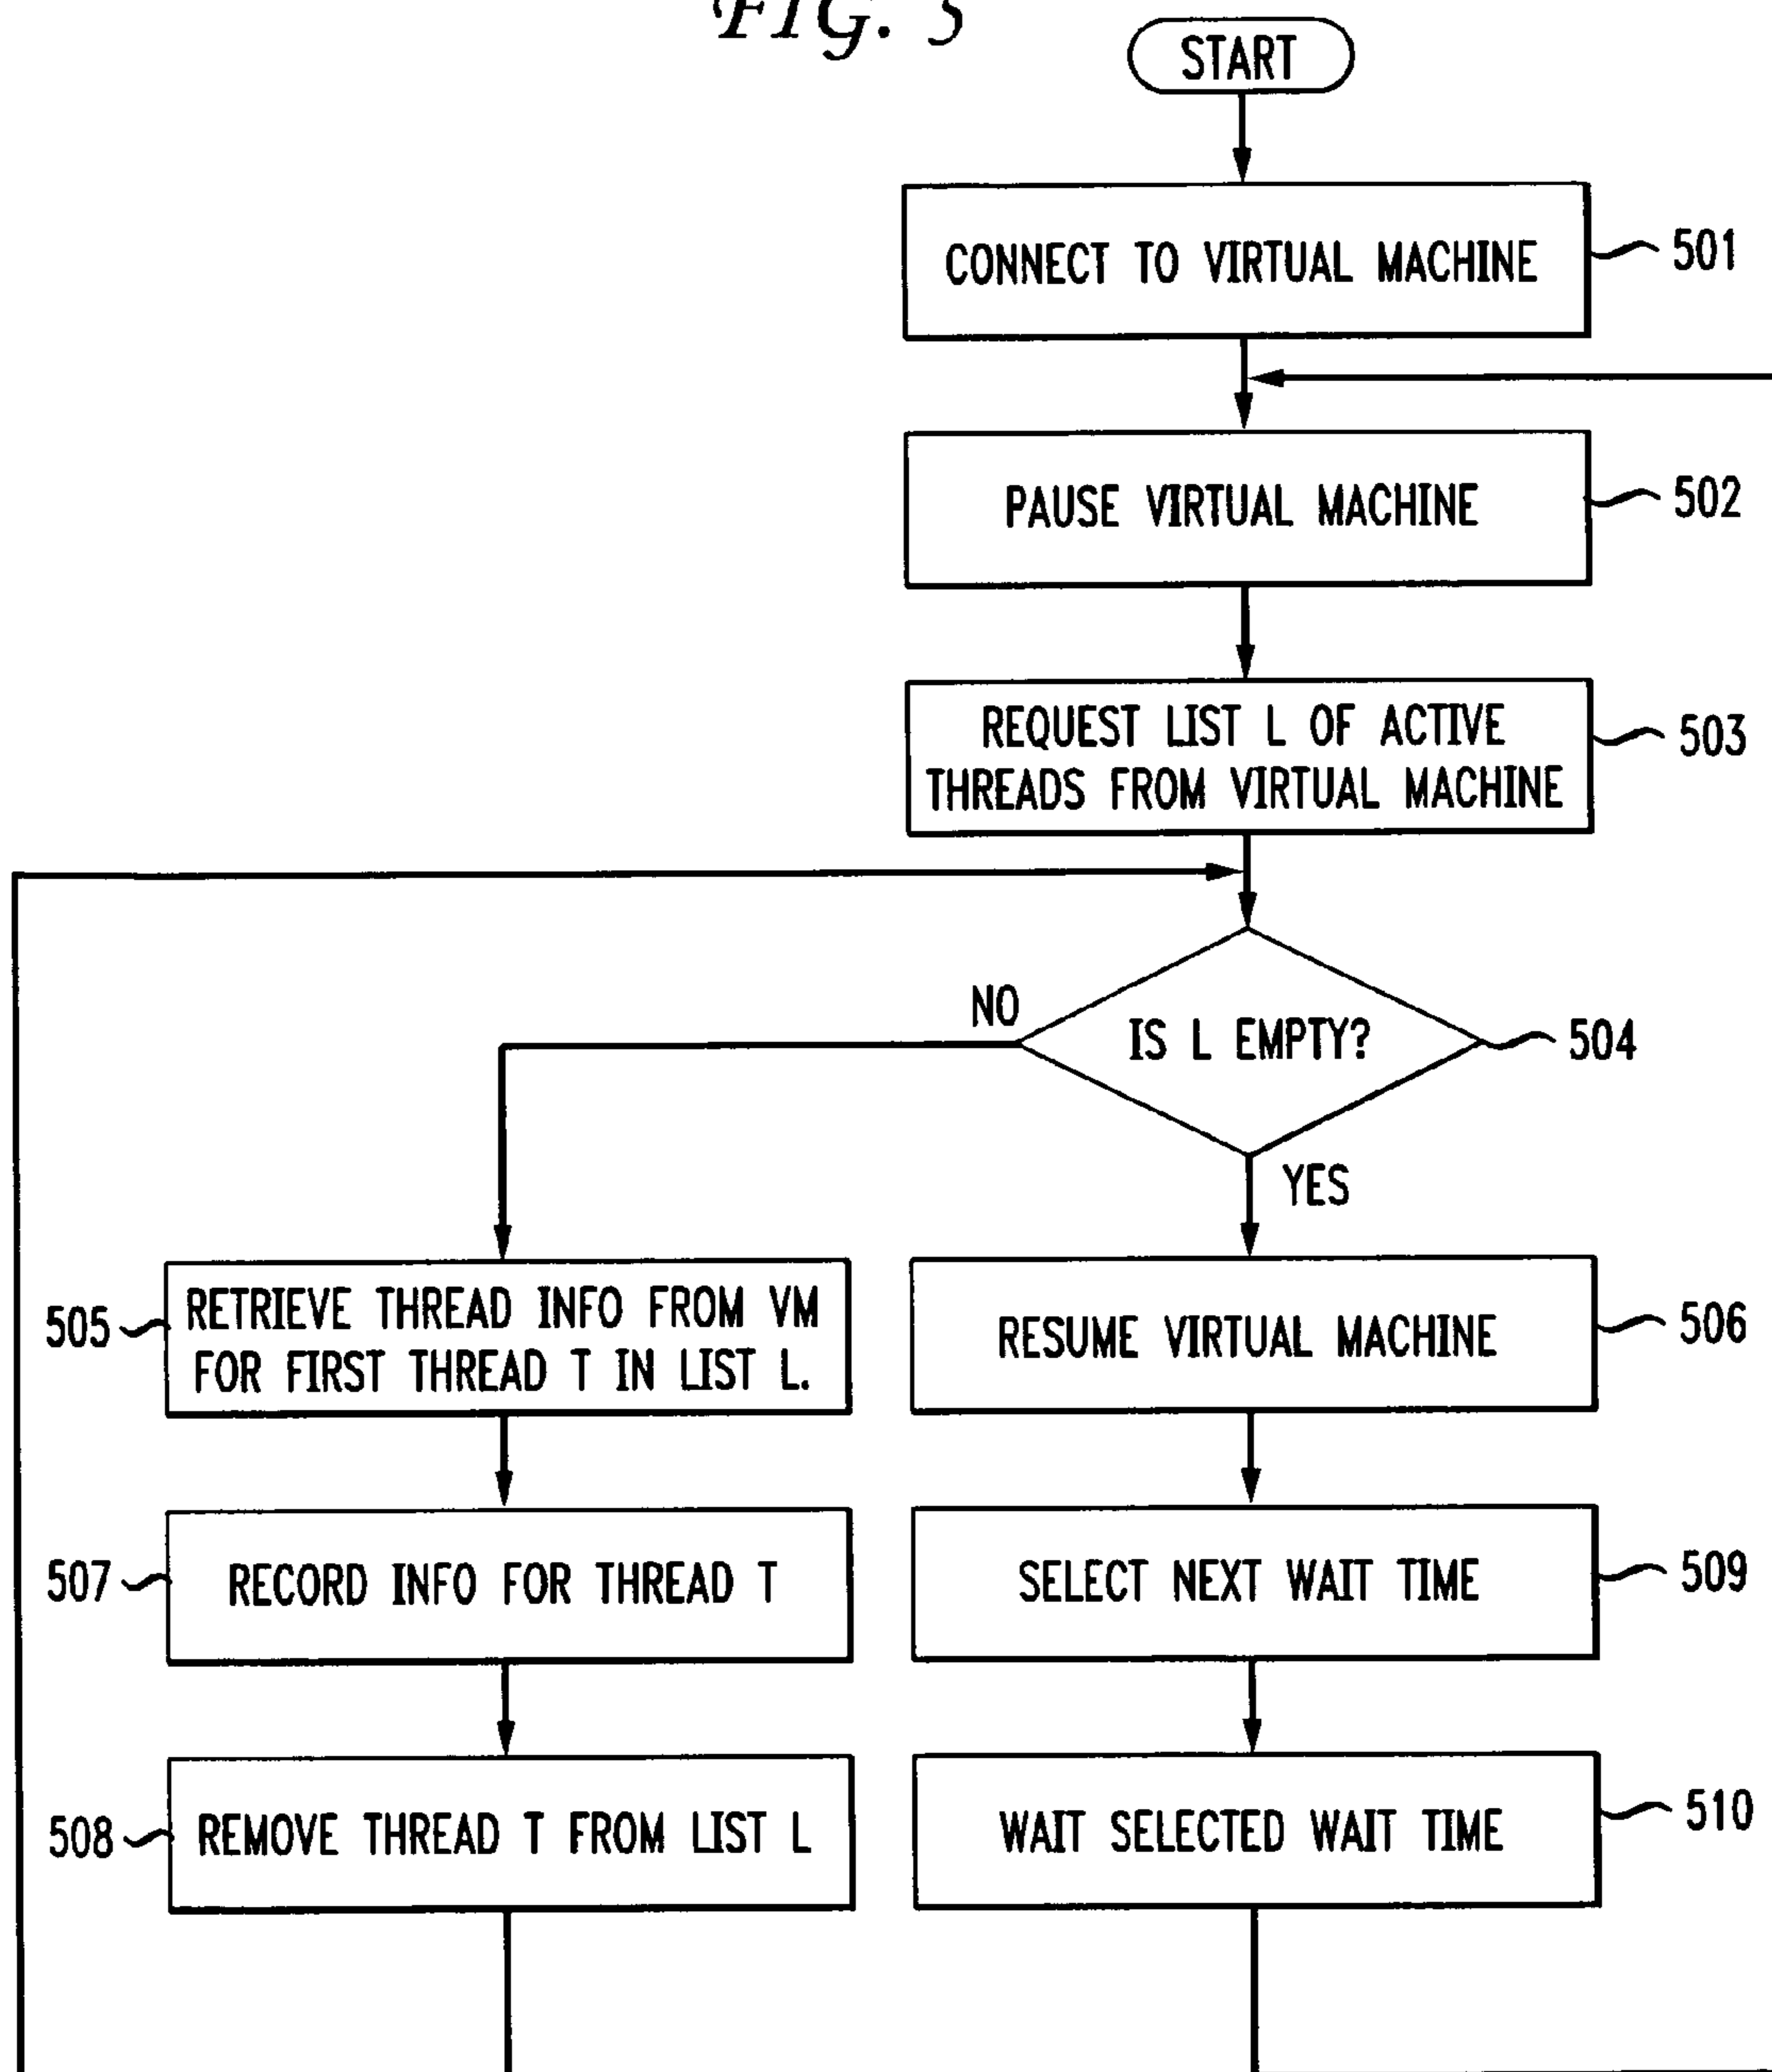 FIG. 5
START
CONNECT TO VIRTUAL MACHINE
501
PAUSE VIRTUAL MACHINE
502
REQUEST LIST L OF ACTIVE
THREADS FROM VIRTUAL MACHINE
503
NO
IS L EMPTY?
504
YES
505
RETRIEVE THREAD INFO FROM VM
FOR FIRST THREAD T IN LIST L.
RESUME VIRTUAL MACHINE
506
507
RECORD INFO FOR THREAD T
SELECT NEXT WAIT TIME
509
508
REMOVE THREAD T FROM LIST L
WAIT SELECTED WAIT TIME
510